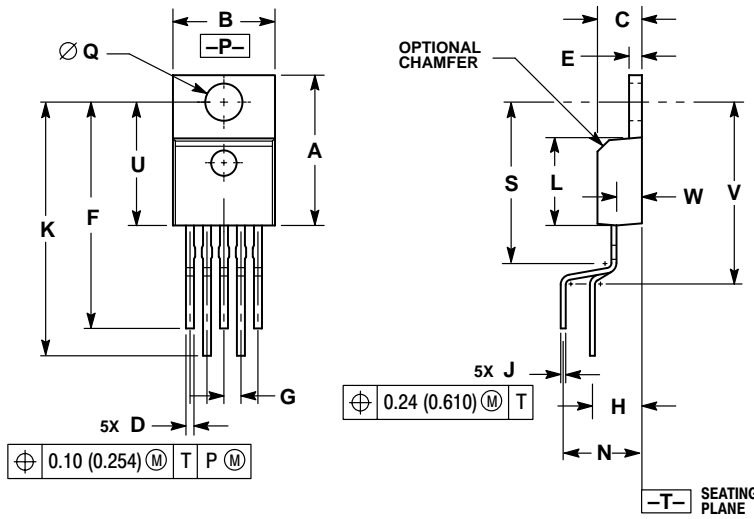 B
–P–
Ø Q
U
F
K
A
G
5X D
⌖ 0.10 (0.254) Ⓜ T P Ⓜ
C
OPTIONAL
CHAMFER
E
S
L
W
V
5X J
⌖ 0.24 (0.610) Ⓜ T
H
N
–T– SEATING
PLANE